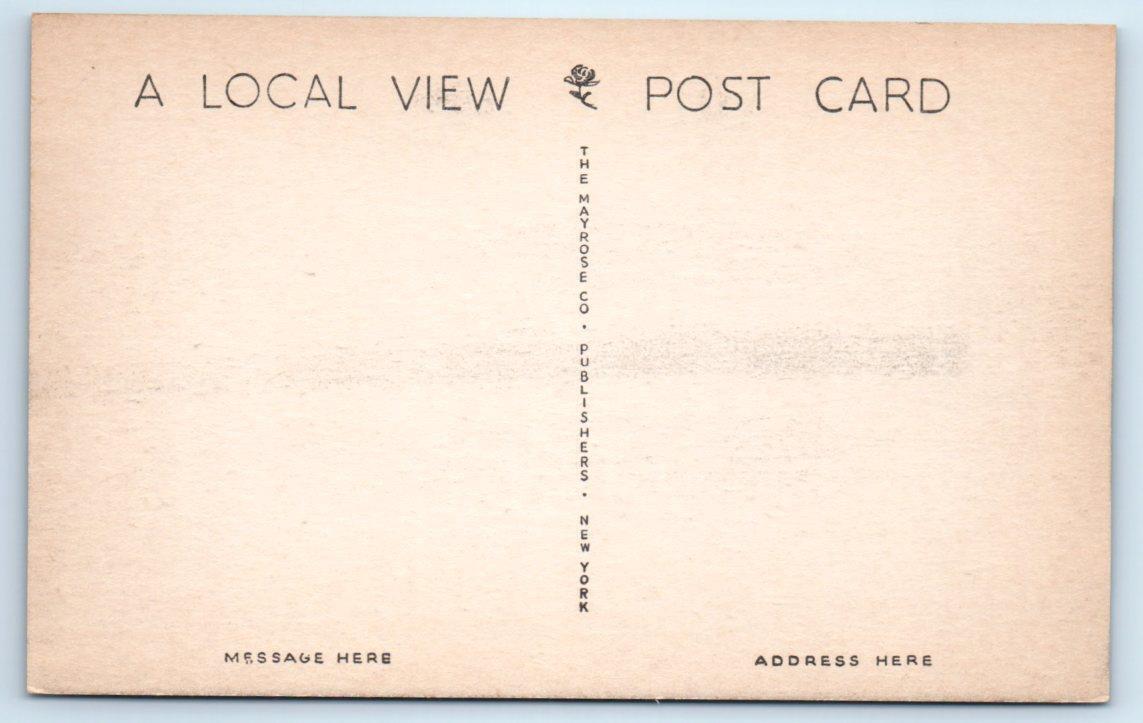 A LOCAL VIEW POST CARD
THE MAYROSE CO. PUBLISHERS. NEW YORK
MESSAGE HERE
ADDRESS HERE